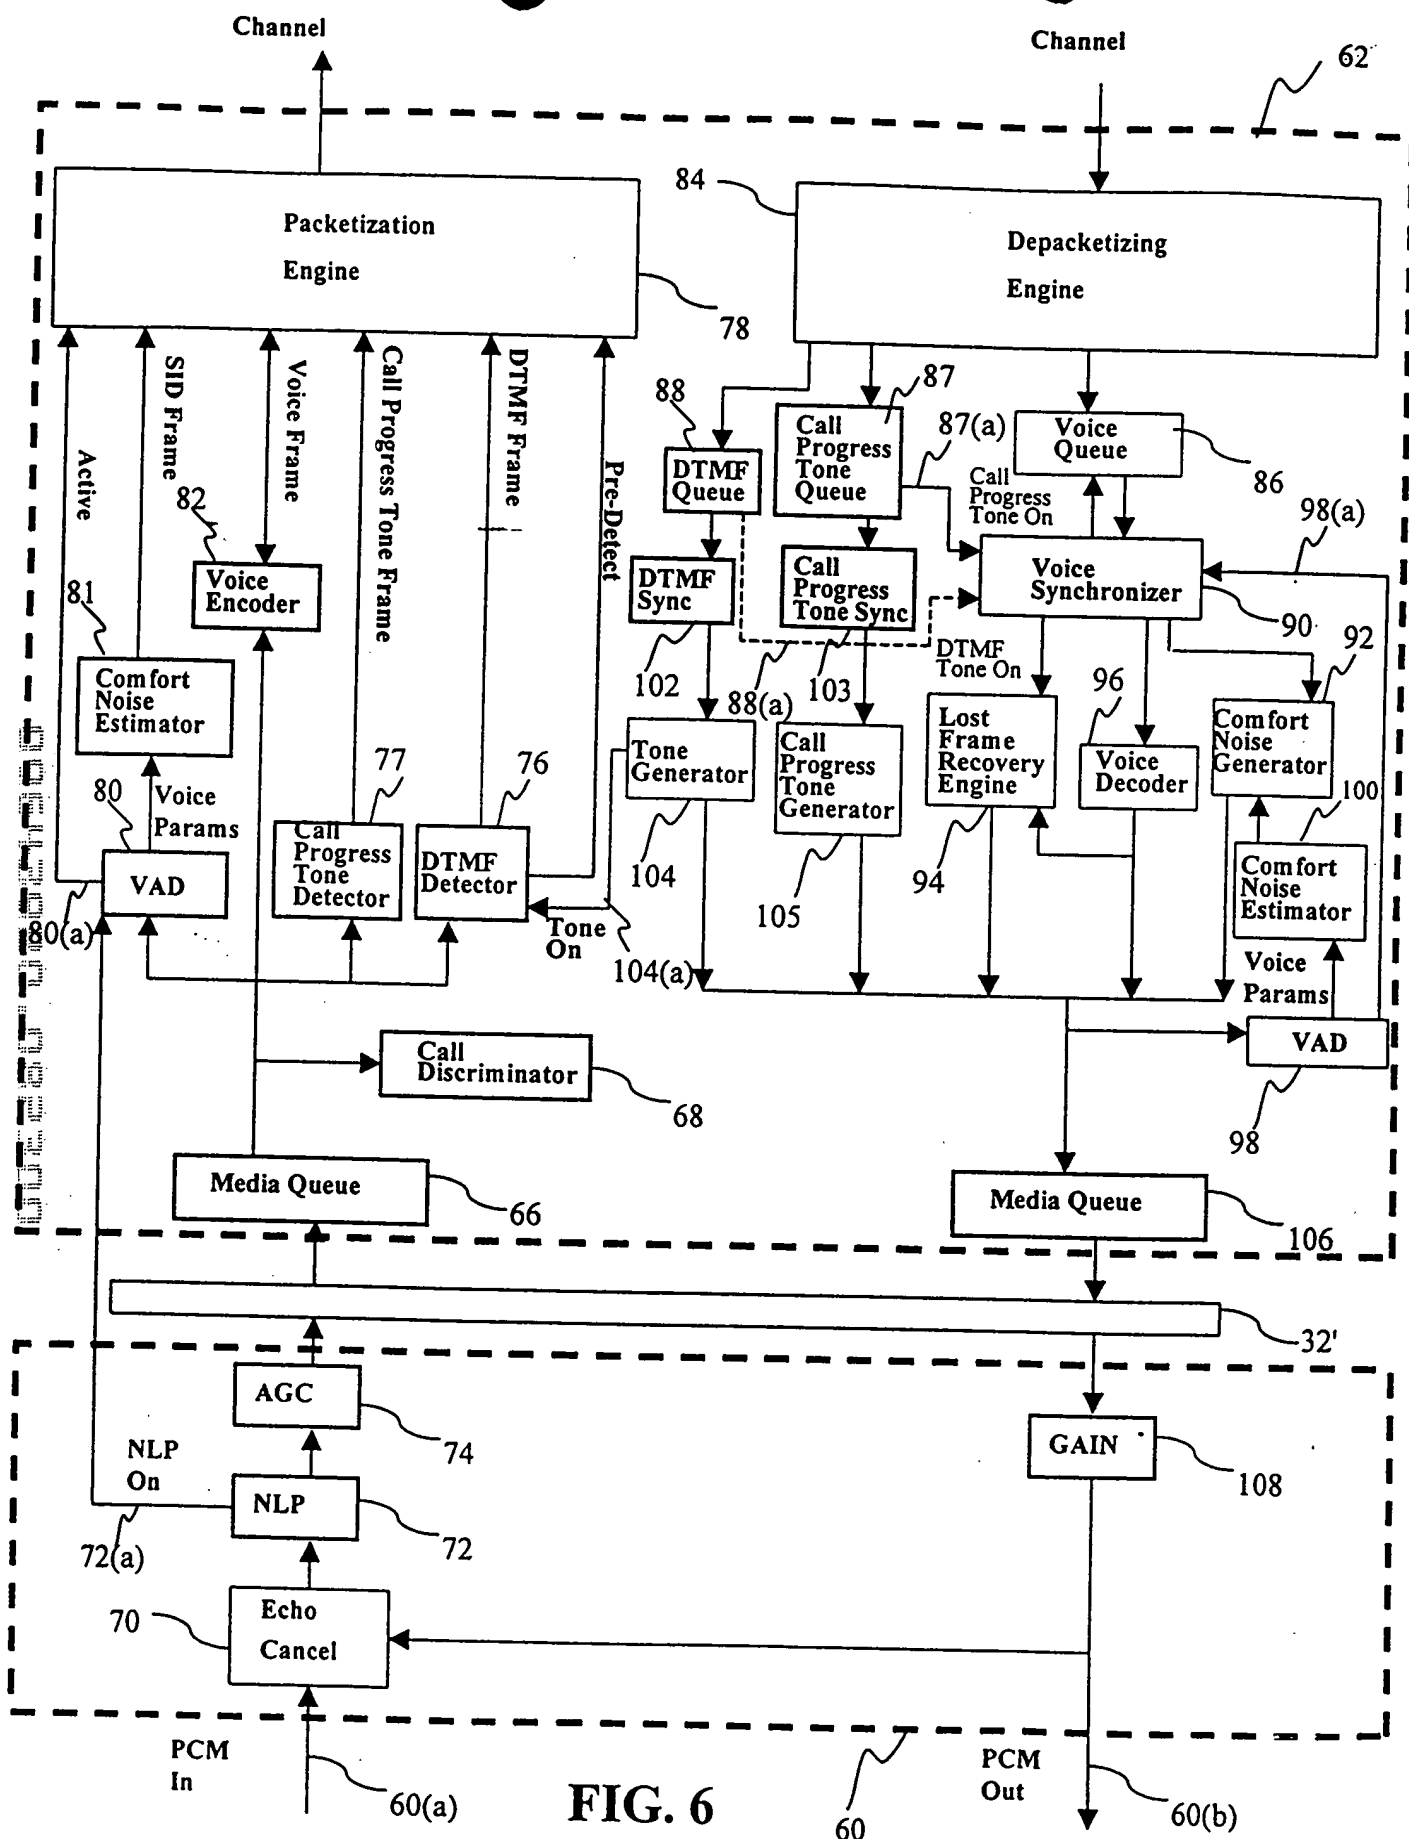 Channel
Channel
62
Packetization
Engine
84
Depacketizing
Engine
78
Active
SID Frame
Voice Frame
Call Progress Tone Frame
DTMF Frame
Pre-Detect
88
DTMF
Queue
87
Call
Progress
Tone
Queue
87(a)
Voice
Queue
86
Call
Progress
Tone On
98(a)
82
Voice
Encoder
DTMF
Sync
102
Call
Progress
Tone Sync
103
88(a)
Voice
Synchronizer
90
DTMF
Tone On
92
81
Comfort
Noise
Estimator
96
Lost
Frame
Recovery
Engine
94
Voice
Decoder
Comfort
Noise
Generator
100
80
Voice
Params
77
76
Tone
Generator
104
Call
Progress
Tone
Generator
105
VAD
80(a)
Call
Progress
Tone
Detector
DTMF
Detector
Tone
On
104(a)
Comfort
Noise
Estimator
Voice
Params
VAD
98
Call
Discriminator
68
Media Queue
66
Media Queue
106
32'
AGC
74
GAIN
108
NLP
On
NLP
72
72(a)
70
Echo
Cancel
PCM
In
60(a)
FIG. 6
60
PCM
Out
60(b)